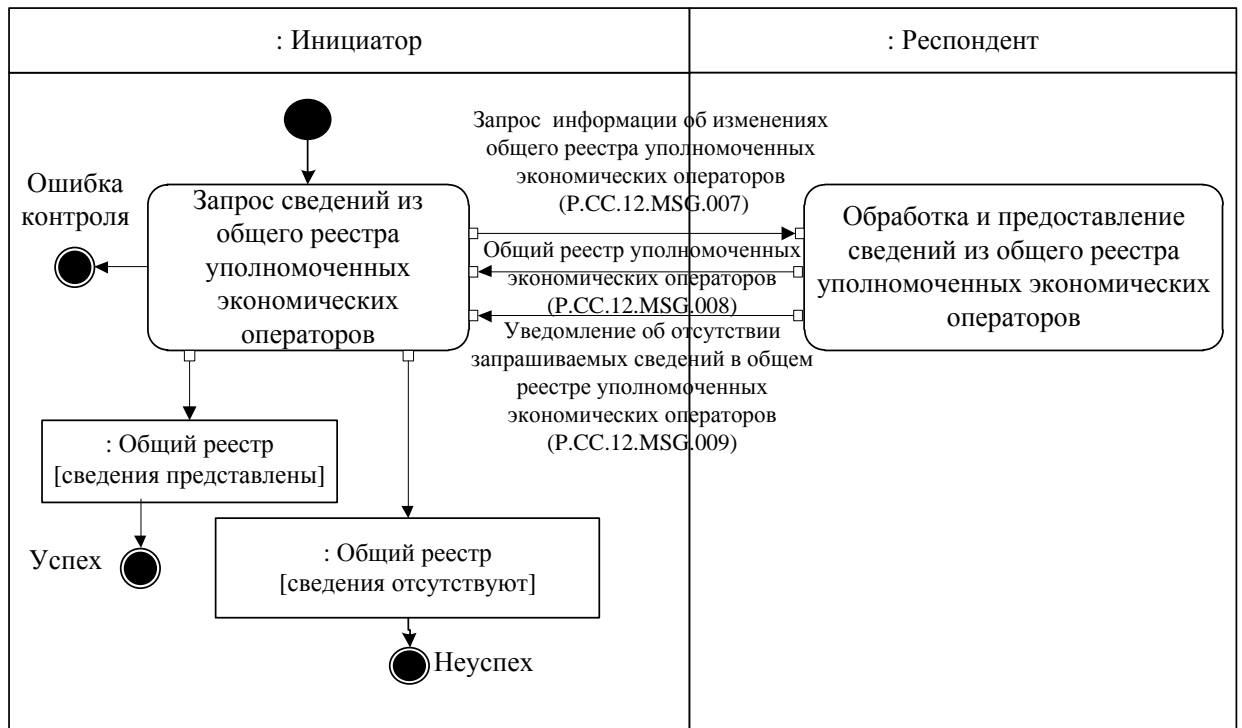 : Инициатор
: Респондент
Запрос информации об изменениях
общего реестра уполномоченных
экономических операторов
(P.CC.12.MSG.007)
Ошибка
контроля
Запрос сведений из
общего реестра
уполномоченных
экономических
операторов
Общий реестр уполномоченных
экономических операторов
(P.CC.12.MSG.008)
Уведомление об отсутствии
запрашиваемых сведений в общем
реестре уполномоченных
экономических операторов
(P.CC.12.MSG.009)
Обработка и предоставление
сведений из общего реестра
уполномоченных экономических
операторов
: Общий реестр
[сведения представлены]
Успех
: Общий реестр
[сведения отсутствуют]
Неуспех